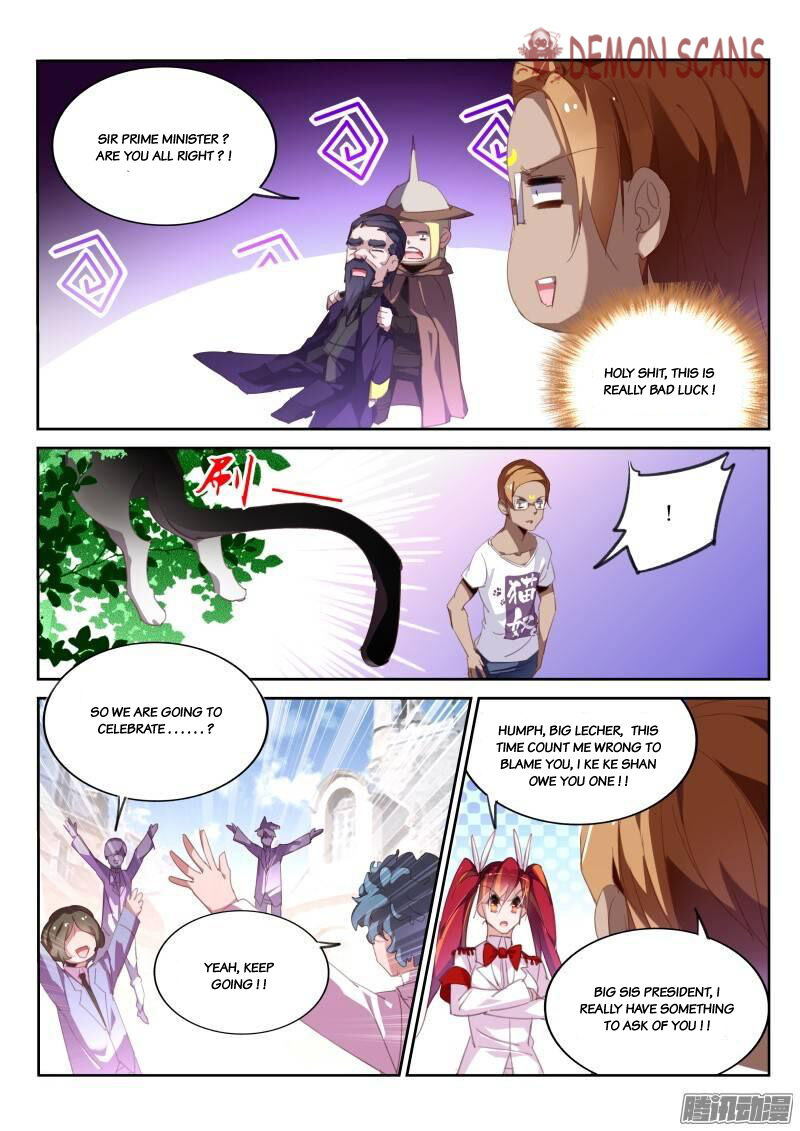 DEMON SCANS
SIR PRIME MINISTER ?
ARE YOU ALL RIGHT ? !
HOLY SHIT, THIS IS
REALLY BAD LUCK !
刷
!
猫
奴
SO WE ARE GOING TO
CELEBRATE . . . . . . ?
YEAH, KEEP
GOING ! !
HUMPH, BIG LECHER, THIS
TIME COUNT ME WRONG TO
BLAME YOU, I KE KE SHAN
OWE YOU ONE ! !
BIG SIS PRESIDENT, I
REALLY HAVE SOMETHING
TO ASK OF YOU ! !
腾讯动漫